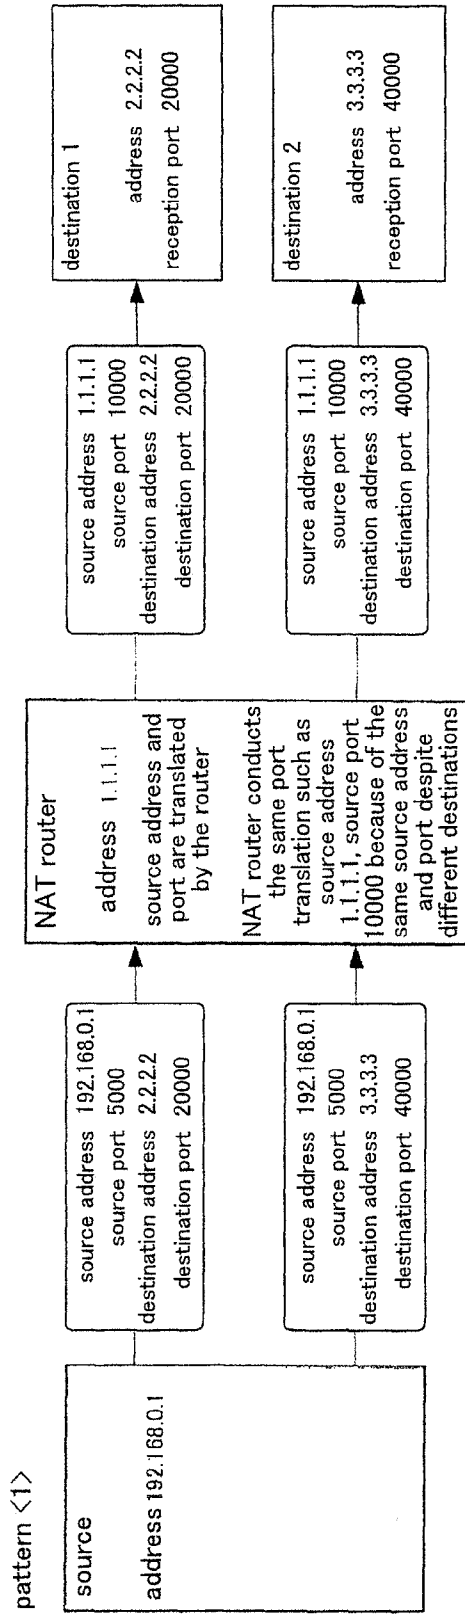 pattern <1>
source
address 192.168.0.1
source address 192.168.0.1
source port 5000
destination address 2.2.2.2
destination port 20000
source address 192.168.0.1
source port 5000
destination address 3.3.3.3
destination port 40000
NAT router
address 1.1.1.1
source address and
port are translated
by the router
NAT router conducts
the same port
translation such as
source address
1.1.1.1, source port
10000 because of the
same source address
and port despite
different destinations
source address 1.1.1.1
source port 10000
destination address 2.2.2.2
destination port 20000
source address 1.1.1.1
source port 10000
destination address 3.3.3.3
destination port 40000
destination 1
address 2.2.2.2
reception port 20000
destination 2
address 3.3.3.3
reception port 40000